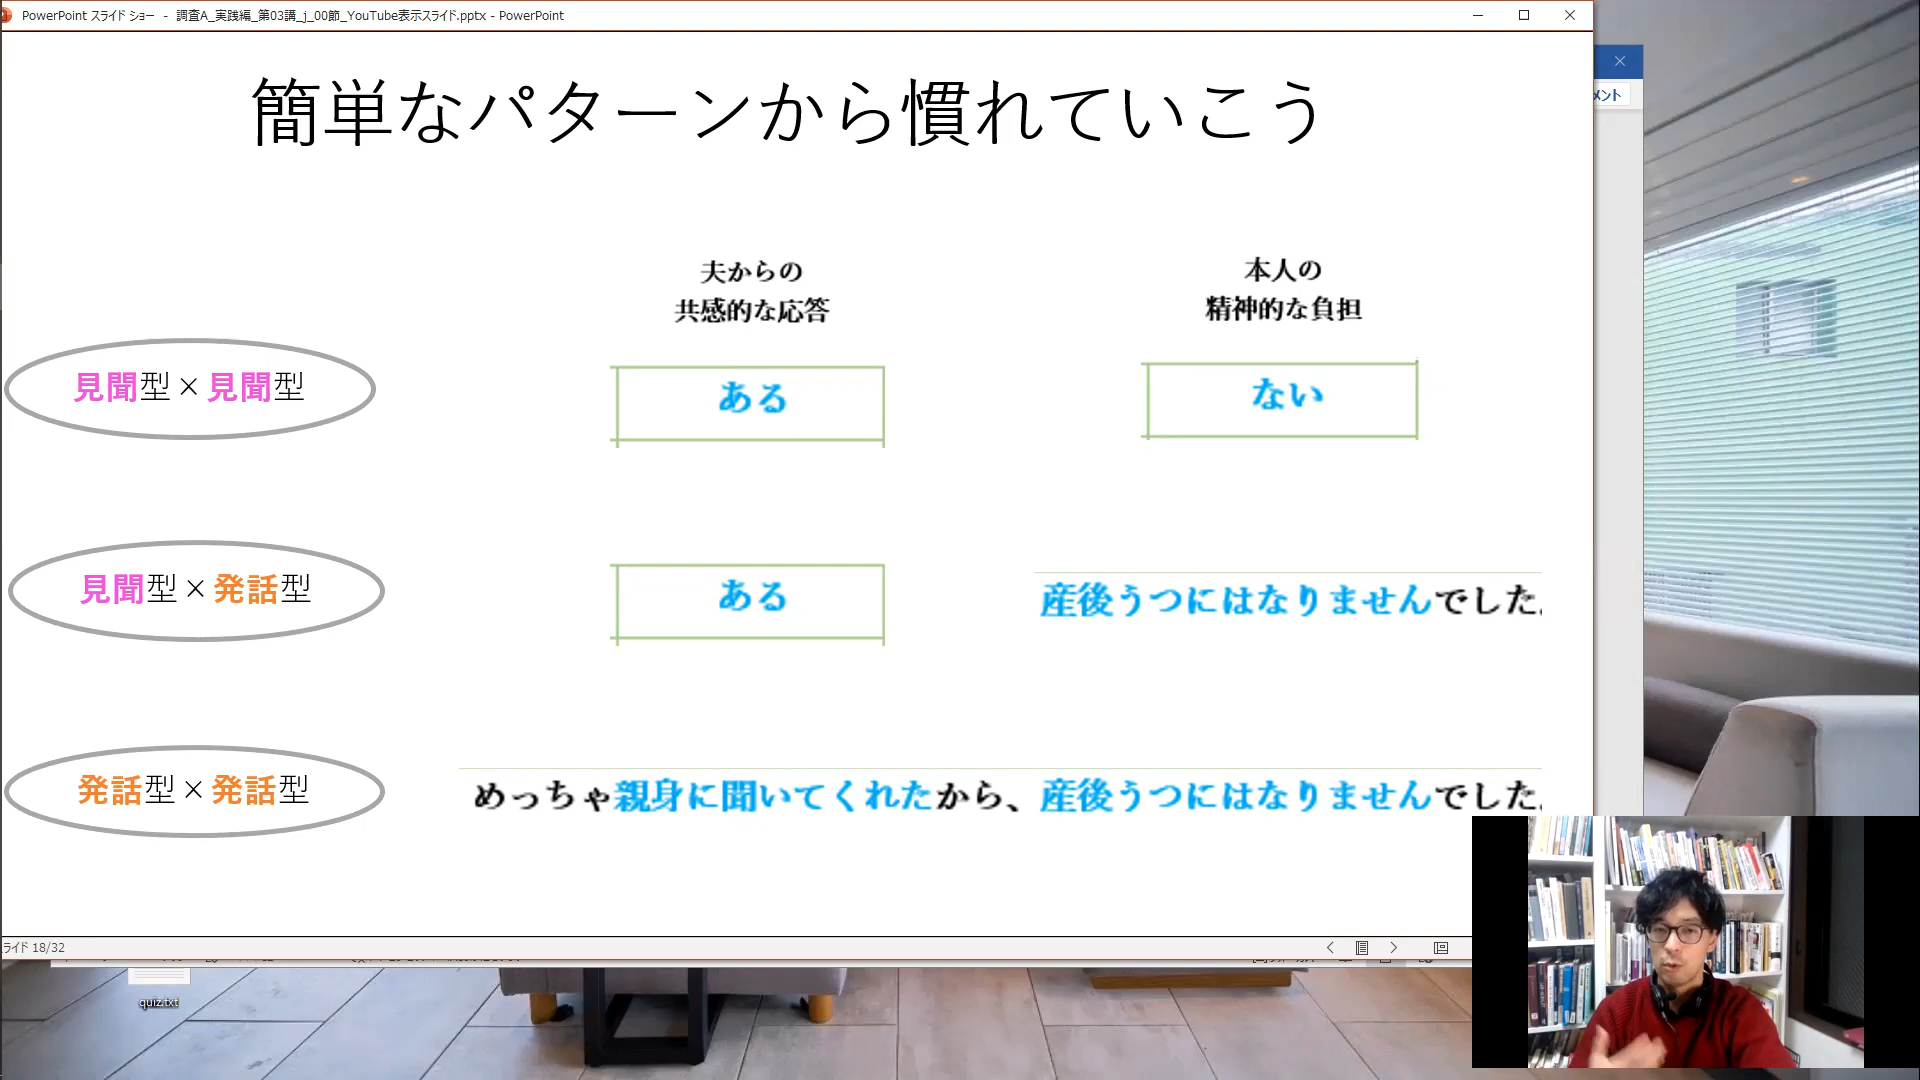 PowerPoint スライド ショー - 調査A_実践編_第03講_j_00節_YouTube表示スライド.pptx - PowerPoint
簡単なパターンから慣れていこう
夫からの
共感的な応答
本人の
精神的な負担
見聞型×見聞型
ある
ない
見聞型×発話型
ある
産後うつにはなりませんでした.
発話型×発話型
めっちゃ親身に聞いてくれたから、産後うつにはなりませんでした.
ライド 18/32
quiz.txt